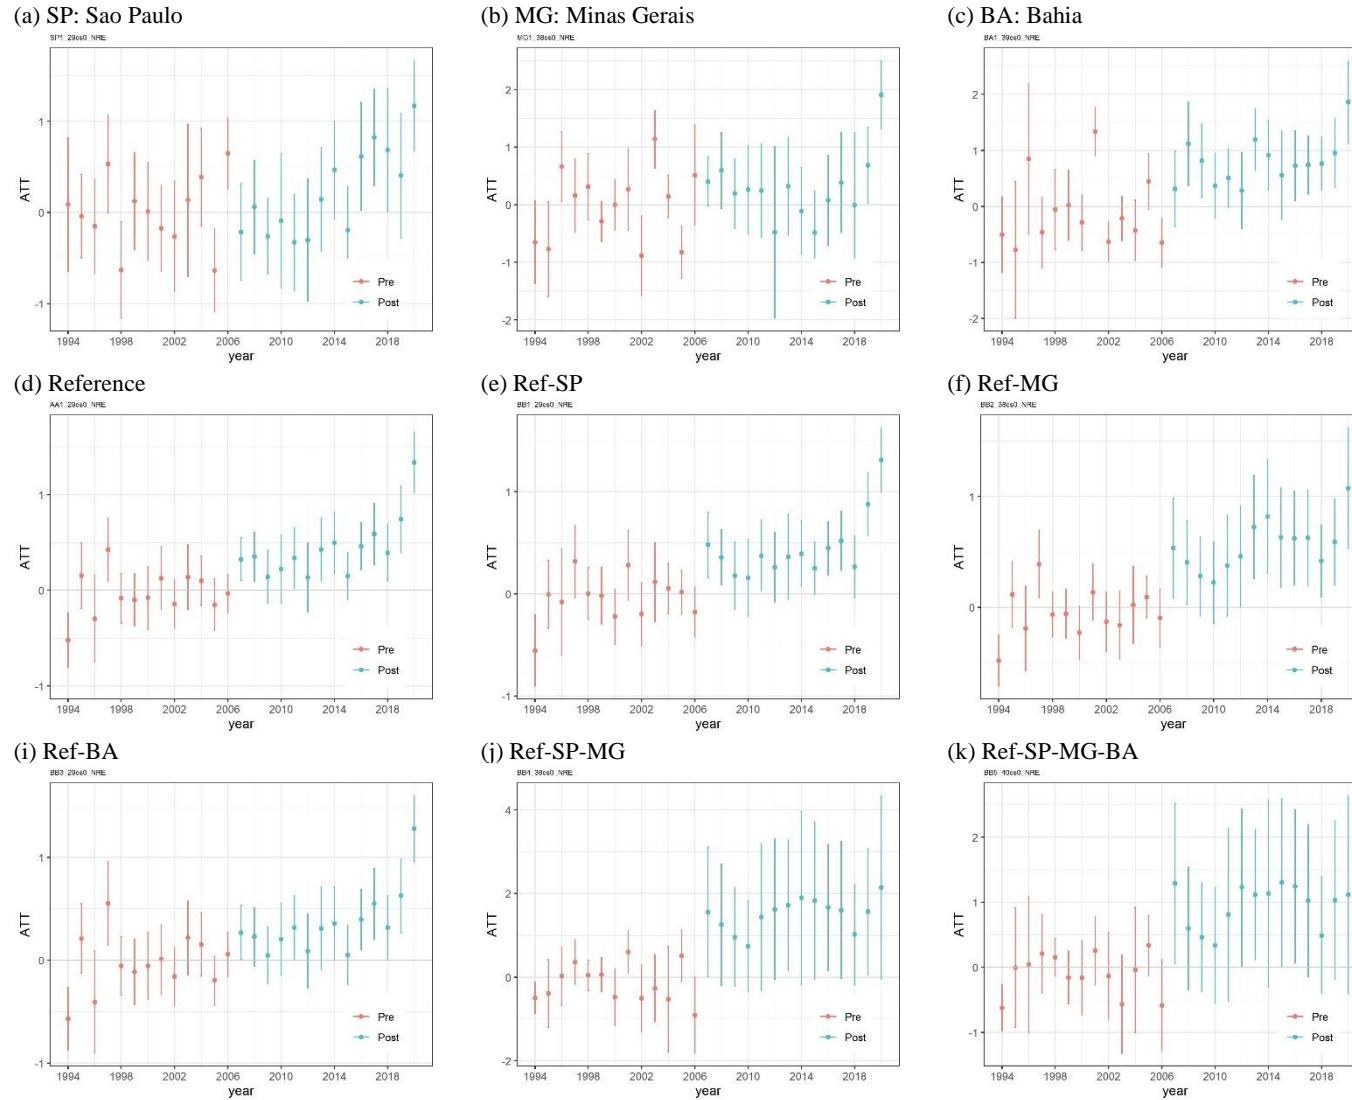 (a) SP: Sao Paulo
SP1_29cs0_NRE
1
0
-1
ATT
1994 1998 2002 2006 2010 2014 2018
year
Pre
Post
(b) MG: Minas Gerais
MG1_38cs0_NRE
2
1
0
-1
-2
ATT
1994 1998 2002 2006 2010 2014 2018
year
Pre
Post
(c) BA: Bahia
BA1_39cs0_NRE
2
1
0
-1
-2
ATT
1994 1998 2002 2006 2010 2014 2018
year
Pre
Post
(d) Reference
AA1_29cs0_NRE
1
0
-1
ATT
1994 1998 2002 2006 2010 2014 2018
year
Pre
Post
(e) Ref-SP
BB1_29cs0_NRE
1
0
-1
ATT
1994 1998 2002 2006 2010 2014 2018
year
Pre
Post
(f) Ref-MG
BB2_38cs0_NRE
1
0
ATT
1994 1998 2002 2006 2010 2014 2018
year
Pre
Post
(i) Ref-BA
BB3_29cs0_NRE
1
0
-1
ATT
1994 1998 2002 2006 2010 2014 2018
year
Pre
Post
(j) Ref-SP-MG
BB4_38cs0_NRE
4
2
0
-2
ATT
1994 1998 2002 2006 2010 2014 2018
year
Pre
Post
(k) Ref-SP-MG-BA
BB5_40cs0_NRE
2
1
0
-1
ATT
1994 1998 2002 2006 2010 2014 2018
year
Pre
Post